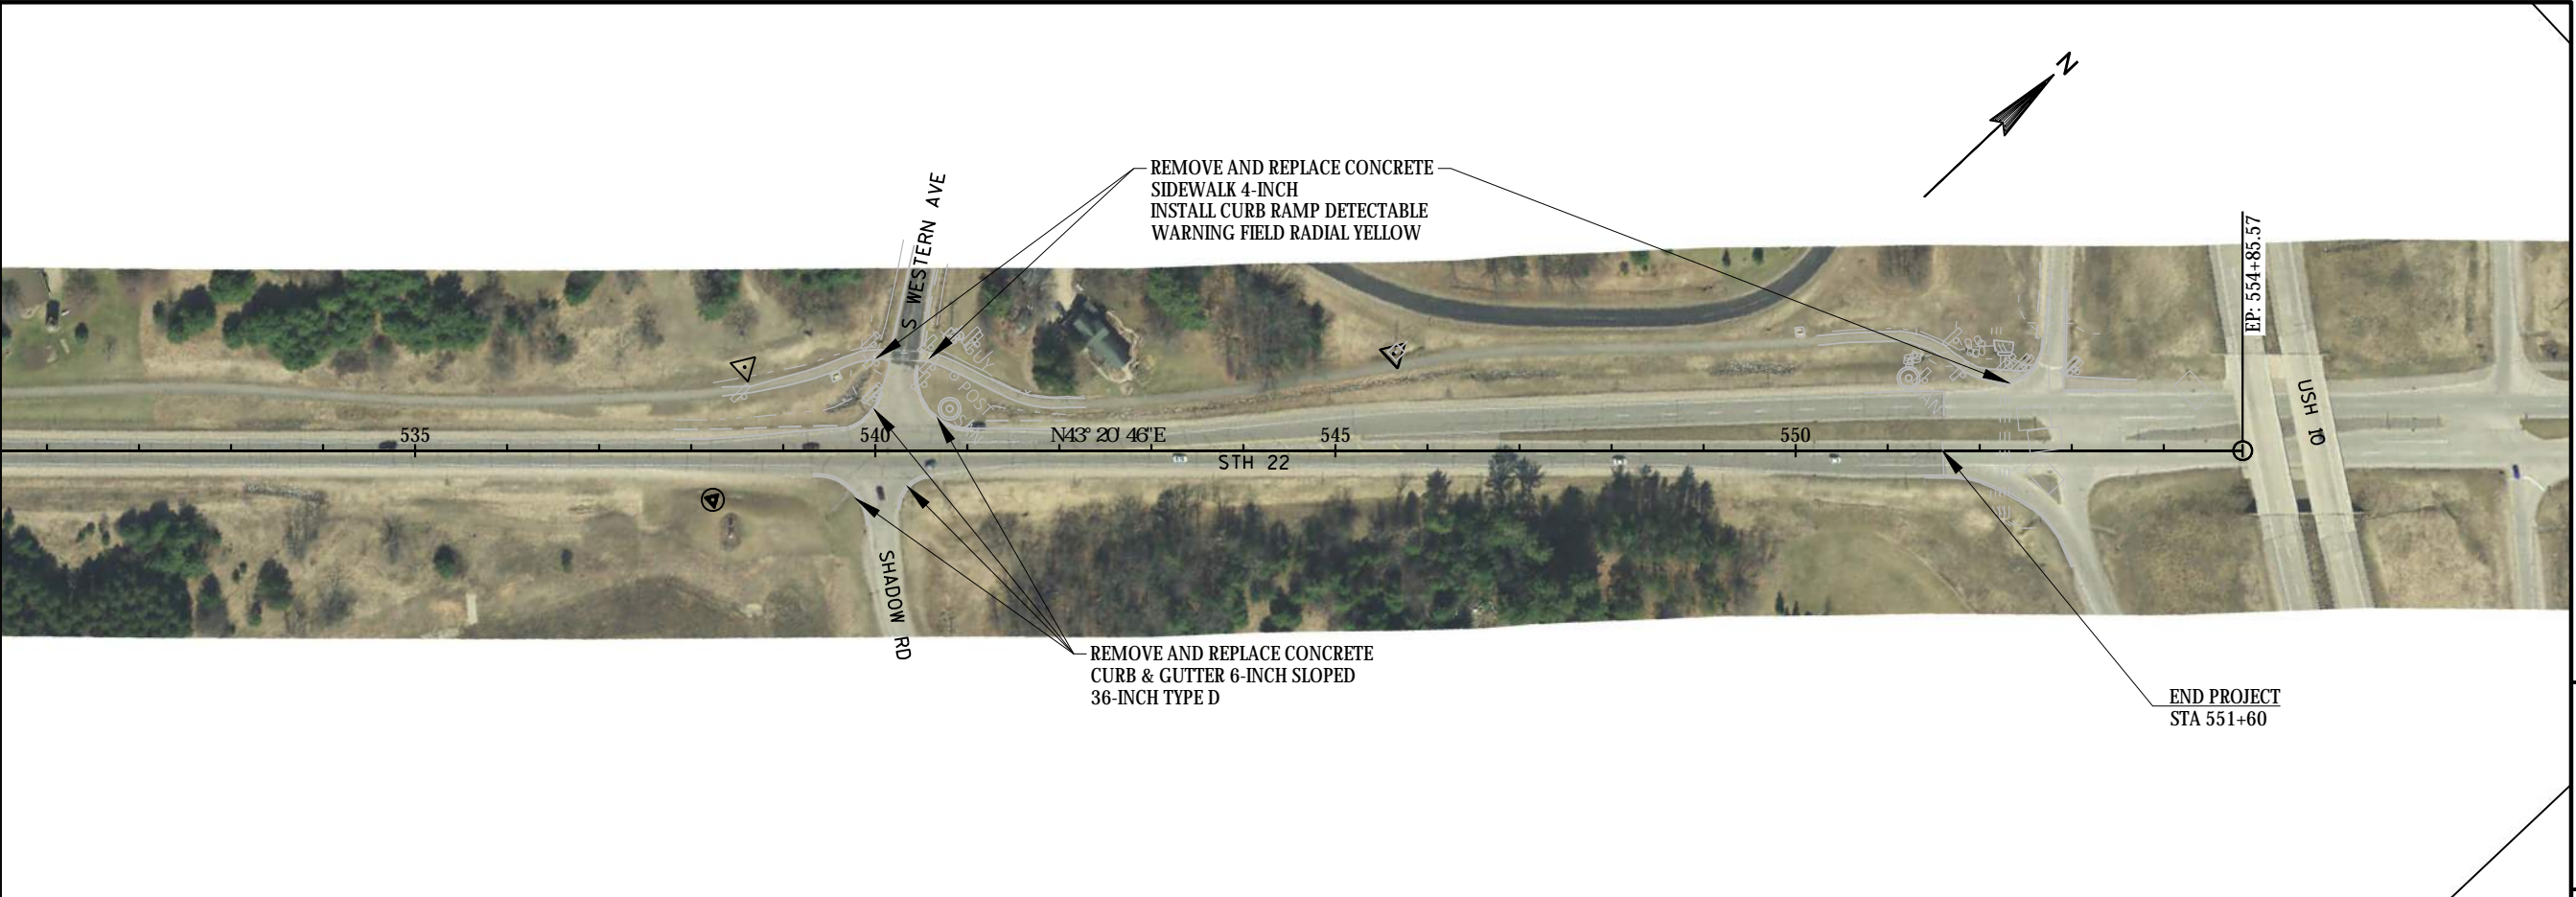 N
REMOVE AND REPLACE CONCRETE
SIDEWALK 4-INCH
INSTALL CURB RAMP DETECTABLE
WARNING FIELD RADIAL YELLOW
S WESTERN AVE
EP: 554+85.57
USH 10
535
540
N43° 20' 46"E
545
550
STH 22
SHADOW RD
REMOVE AND REPLACE CONCRETE
CURB & GUTTER 6-INCH SLOPED
36-INCH TYPE D
END PROJECT
STA 551+60